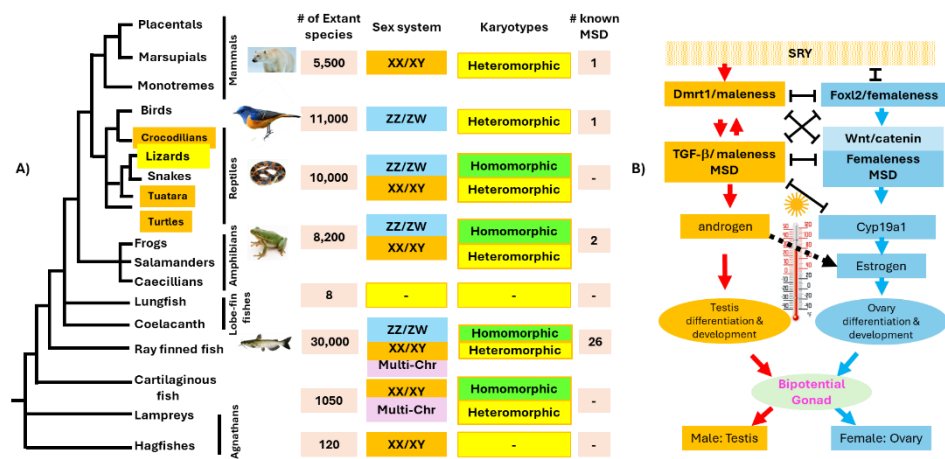 # of Extant species
Sex system
Karyotypes
# known MSD
A)
Placentals
Marsupials
Monotremes
Mammals
5,500
XX/XY
Heteromorphic
1
Birds
11,000
ZZ/ZW
Heteromorphic
1
Crocodilians
Lizards
Snakes
Tuatara
Turtles
Reptiles
10,000
ZZ/ZW
XX/XY
Homomorphic
Heteromorphic
-
Frogs
Salamanders
Caecillians
Amphibians
8,200
ZZ/ZW
XX/XY
Homomorphic
Heteromorphic
2
Lungfish
Coelacanth
Lobe-fin
fishes
8
-
-
-
Ray finned fish
30,000
ZZ/ZW
XX/XY
Multi-Chr
Homomorphic
Heteromorphic
26
Cartilaginous
fish
1050
XX/XY
Multi-Chr
Homomorphic
Heteromorphic
-
Lampreys
Hagfishes
Agnathans
120
XX/XY
-
-
B)
SRY
Dmrt1/maleness
Foxl2/femaleness
TGF-β/ maleness
MSD
Wnt/catenin
Femaleness
MSD
androgen
Cyp19a1
Estrogen
Testis
differentiation &
development
Ovary
differentiation &
development
Bipotential
Gonad
Male: Testis
Female: Ovary